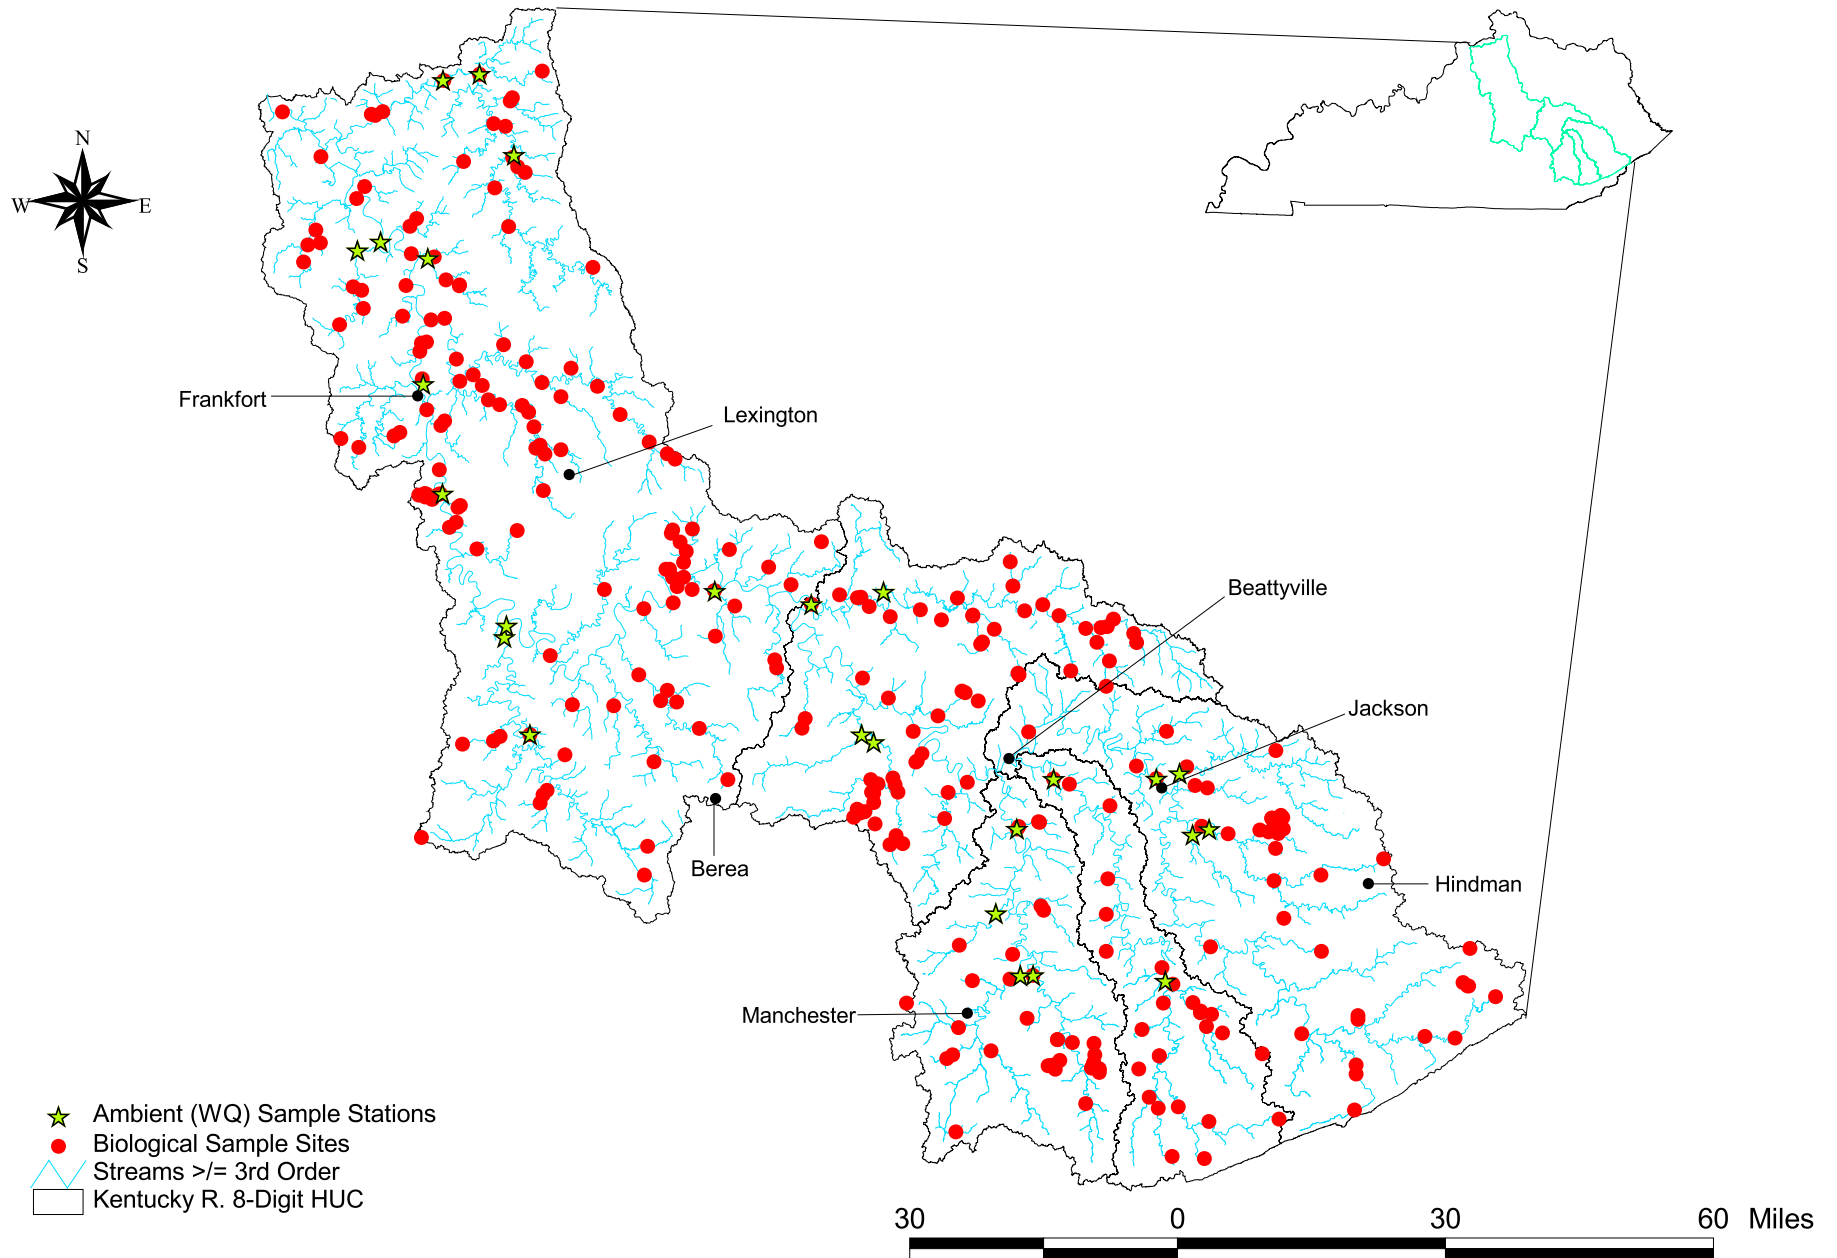 N
W E
S
Frankfort
Lexington
Beattyville
Jackson
Berea
Hindman
Manchester
Ambient (WQ) Sample Stations
Biological Sample Sites
Streams >/= 3rd Order
Kentucky R. 8-Digit HUC
30 0 30 60 Miles